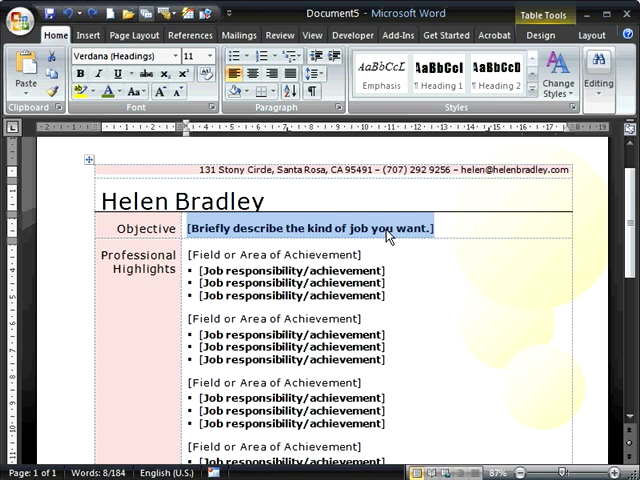 Document5 - Microsoft Word
Table Tools
Home Insert Page Layout References Mailings Review View Developer Add-Ins Get Started Acrobat Design Layout
Paste
Verdana (Headings) 11
AaBbCcL AaBbCcI AaBbCcD
Emphasis ¶ Heading 1 ¶ Heading 2
Change Styles
Editing
Clipboard Font Paragraph Styles
131 Stony Circle, Santa Rosa, CA 95491 – (707) 292 9256 – helen@helenbradley.com
Helen Bradley
Objective [Briefly describe the kind of job you want.]
Professional Highlights
[Field or Area of Achievement]
▪ [Job responsibility/achievement]
▪ [Job responsibility/achievement]
▪ [Job responsibility/achievement]
[Field or Area of Achievement]
▪ [Job responsibility/achievement]
▪ [Job responsibility/achievement]
▪ [Job responsibility/achievement]
[Field or Area of Achievement]
▪ [Job responsibility/achievement]
▪ [Job responsibility/achievement]
▪ [Job responsibility/achievement]
[Field or Area of Achievement]
▪ [Job responsibility/achievement]
Page: 1 of 1 Words: 8/184 English (U.S.) 87%